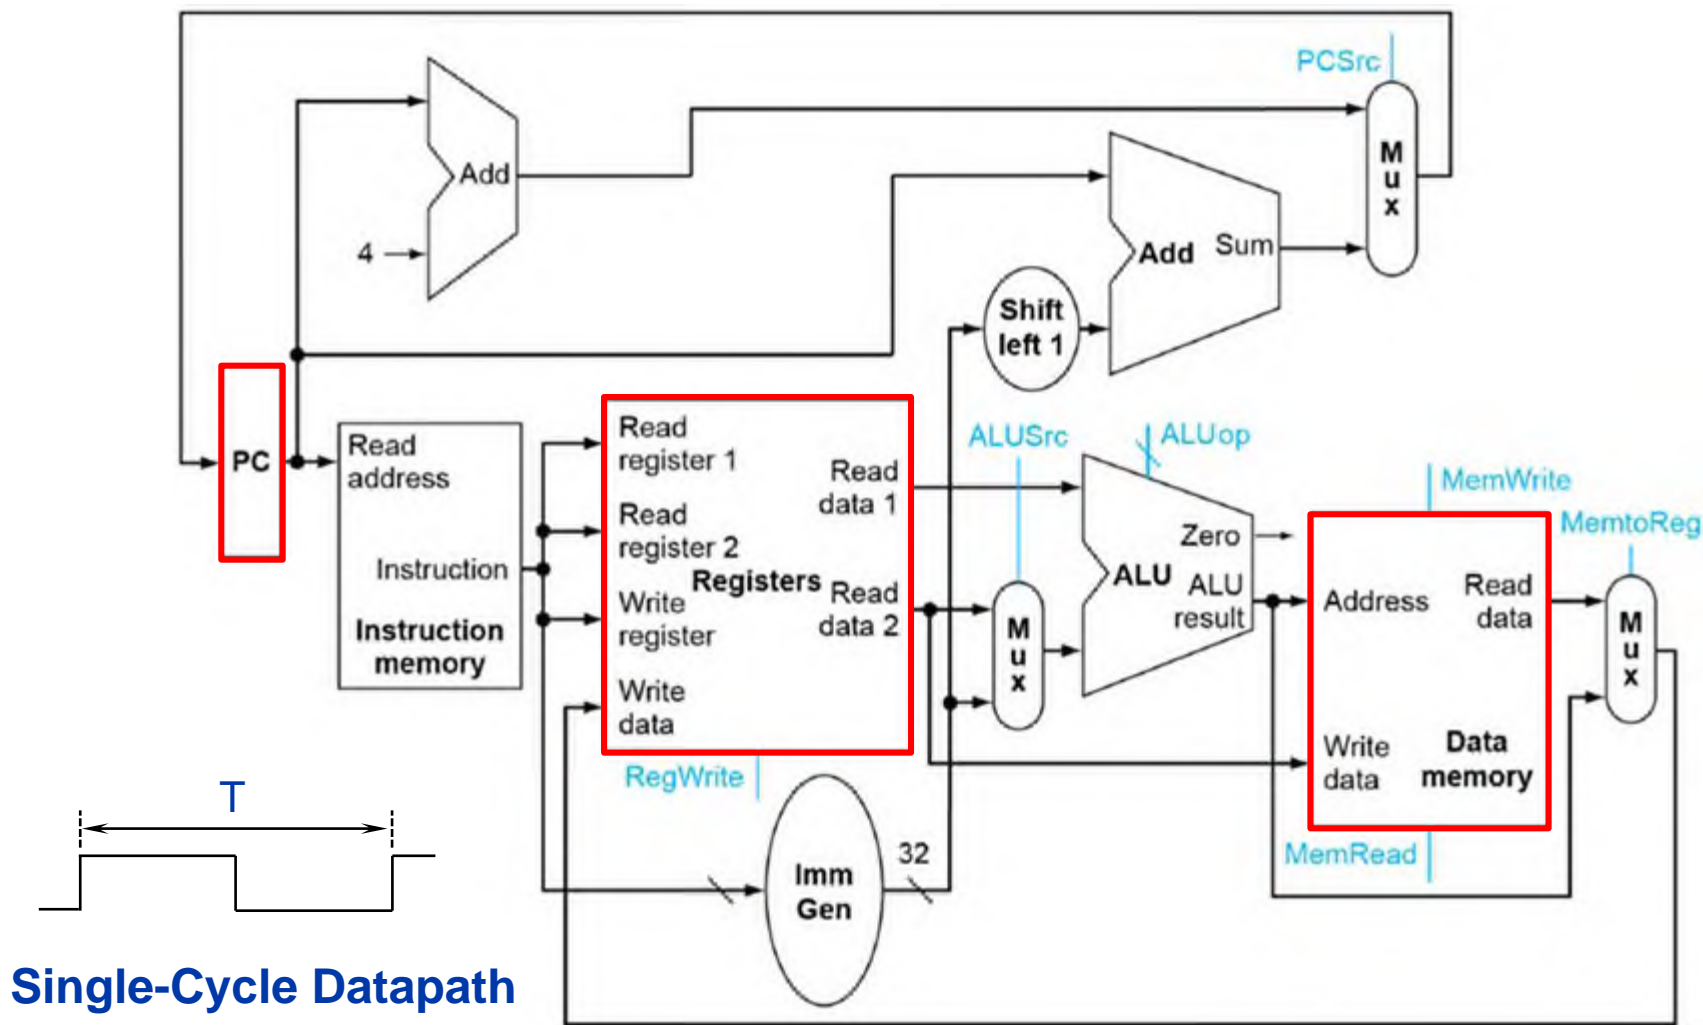 PCSrc
Add
4
M
u
x
Add
Sum
Shift
left 1
PC
Read
address
Instruction
Instruction
memory
Read
register 1
Read
register 2
Write
register
Write
data
Registers
Read
data 1
Read
data 2
RegWrite
ALUSrc
ALUop
M
u
x
Zero
ALU
ALU
result
MemWrite
Address
Read
data
Write
data
Data
memory
MemRead
MemtoReg
M
u
x
Imm
Gen
32
T
Single-Cycle Datapath